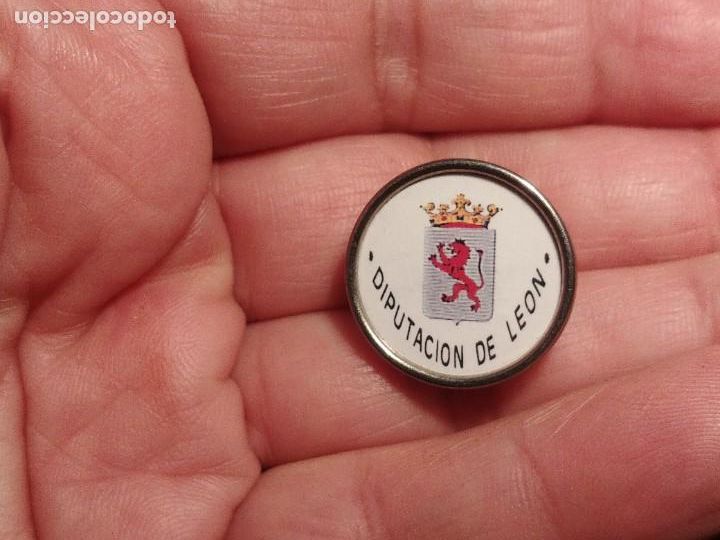 todocoleccion
· DIPUTACION DE LEON ·